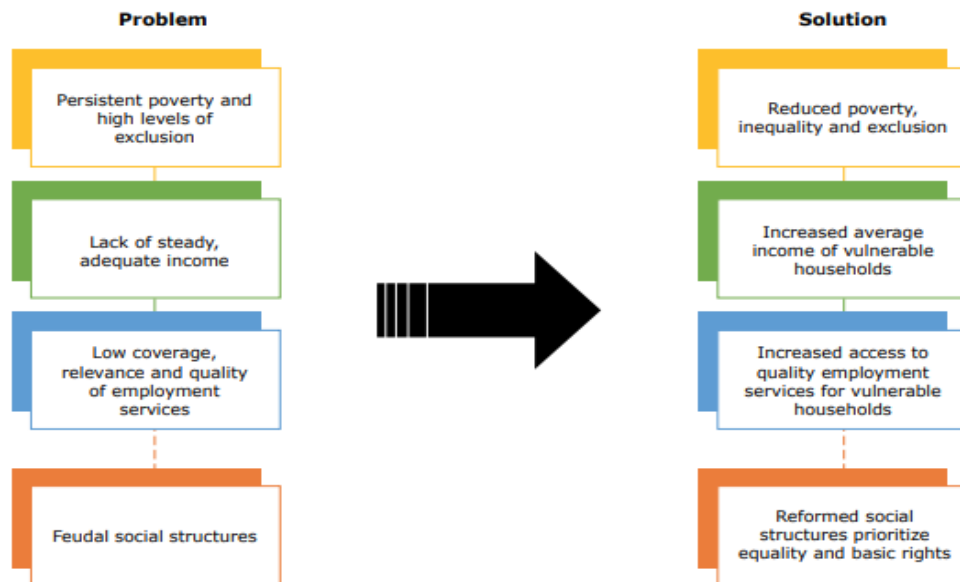 Problem
Persistent poverty and
high levels of
exclusion
Lack of steady,
adequate income
Low coverage,
relevance and quality
of employment
services
Feudal social structures
Solution
Reduced poverty,
inequality and exclusion
Increased average
income of vulnerable
households
Increased access to
quality employment
services for vulnerable
households
Reformed social
structures prioritize
equality and basic rights